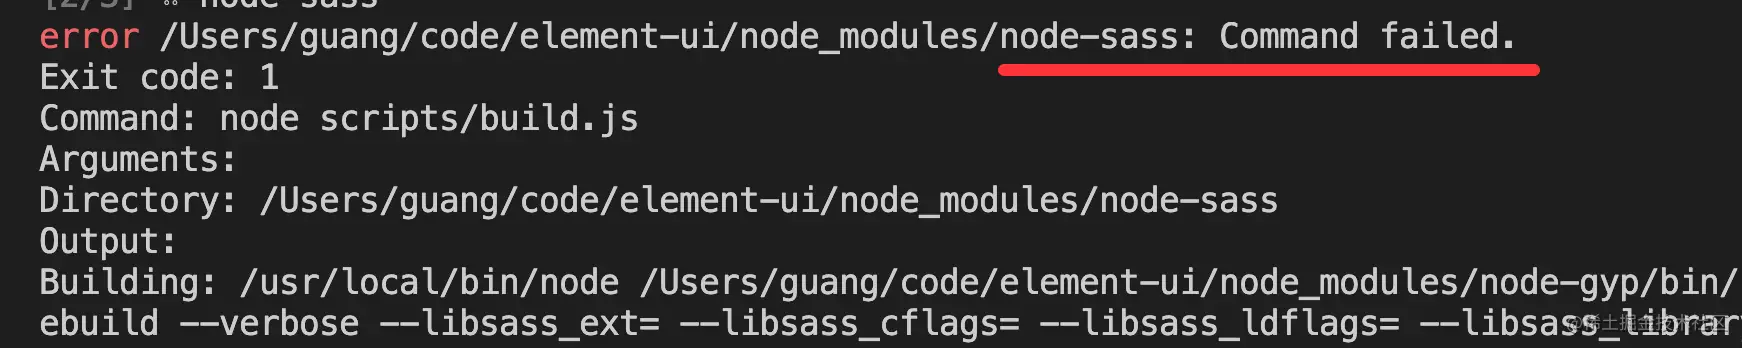 [2/5] ⠶ node-sass
error /Users/guang/code/element-ui/node_modules/node-sass: Command failed.
Exit code: 1
Command: node scripts/build.js
Arguments:
Directory: /Users/guang/code/element-ui/node_modules/node-sass
Output:
Building: /usr/local/bin/node /Users/guang/code/element-ui/node_modules/node-gyp/bin/
ebuild --verbose --libsass_ext= --libsass_cflags= --libsass_ldflags= --libsass_library
@稀土掘金技术社区